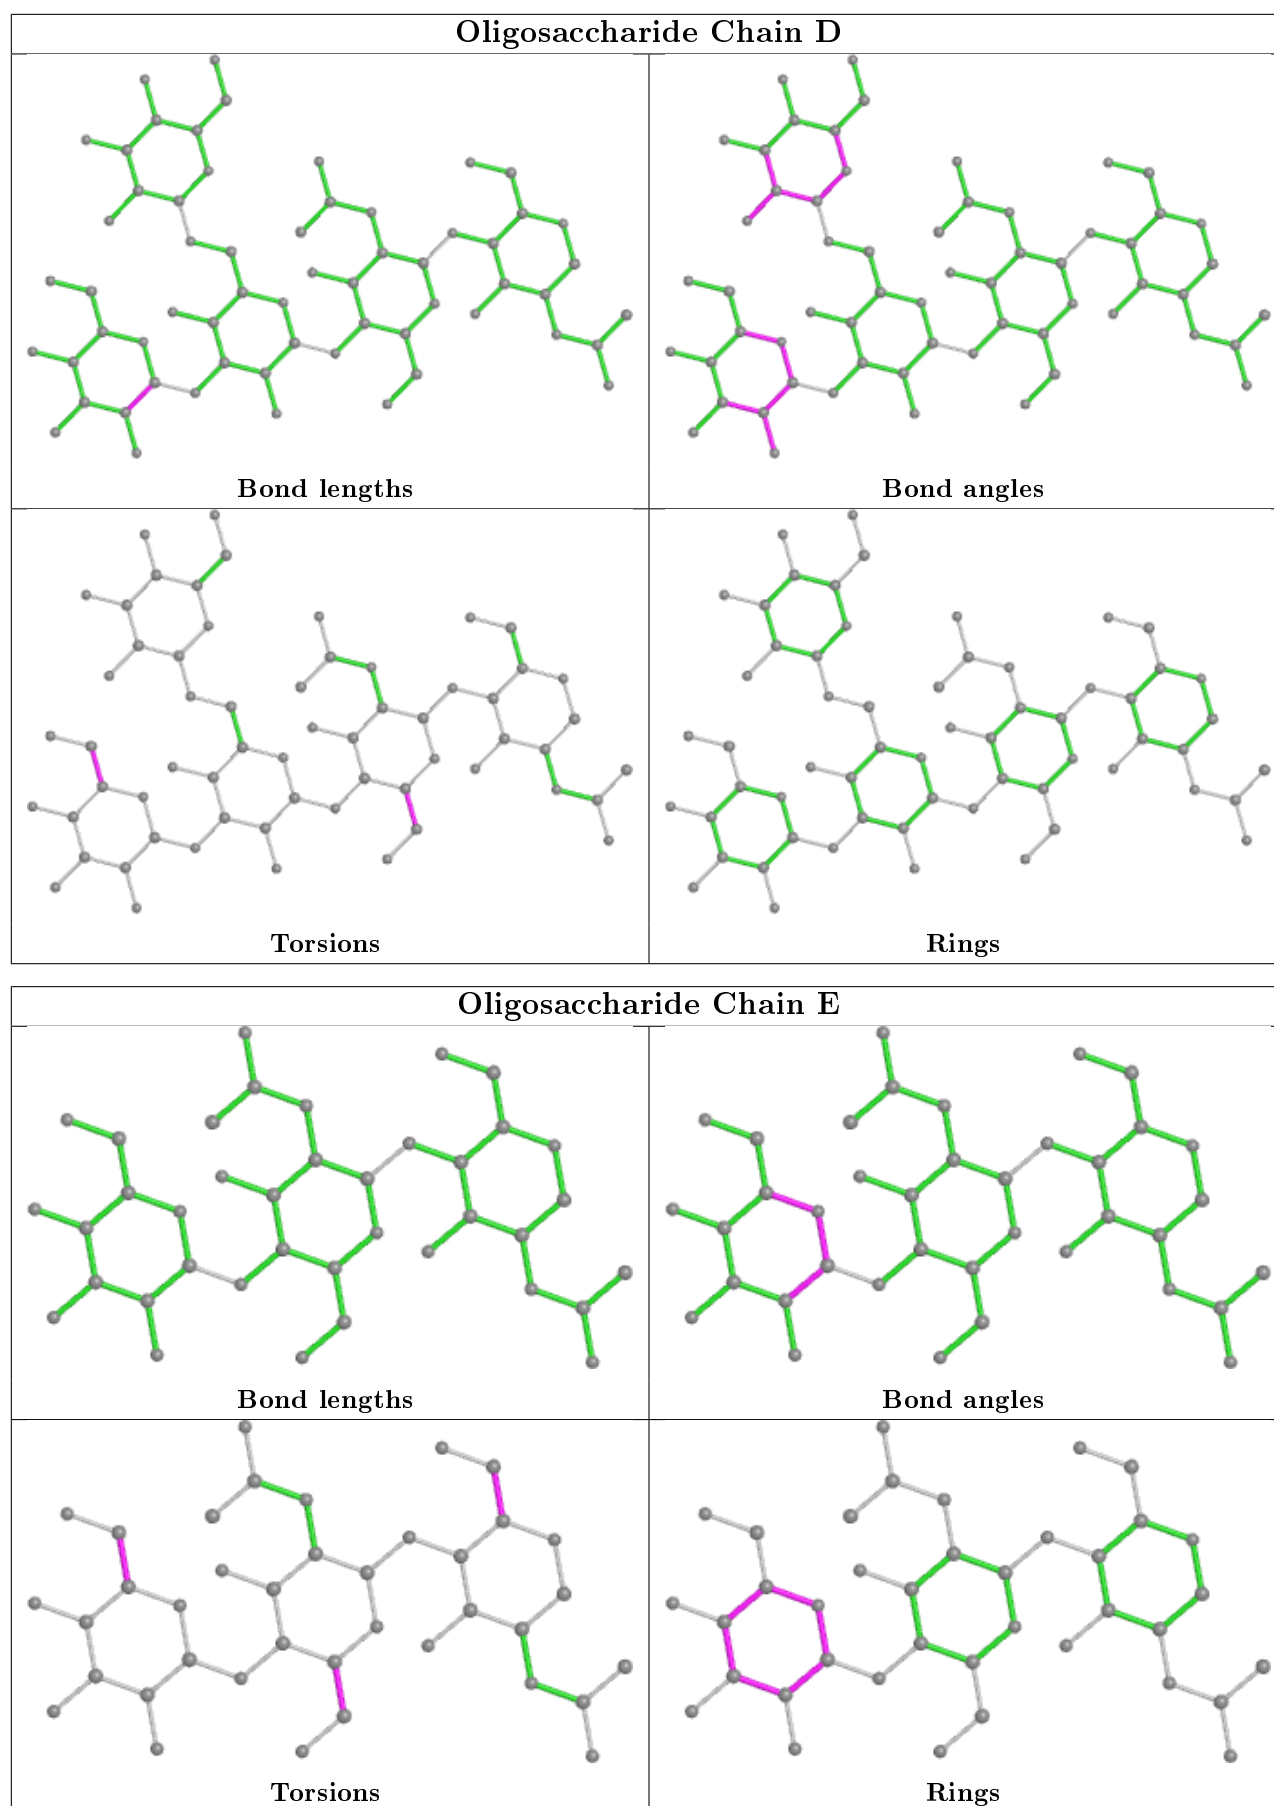 Oligosaccharide Chain D
Bond lengths
Bond angles
Torsions
Rings
Oligosaccharide Chain E
Bond lengths
Bond angles
Torsions
Rings